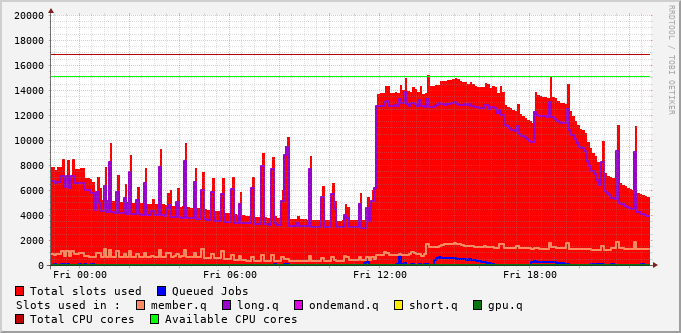 RRDTOOL / TOBI OETIKER
20000
18000
16000
14000
12000
10000
8000
6000
4000
2000
0
Fri 00:00 Fri 06:00 Fri 12:00 Fri 18:00
Total slots used Queued Jobs
Slots used in : member.q long.q ondemand.q short.q gpu.q
Total CPU cores Available CPU cores